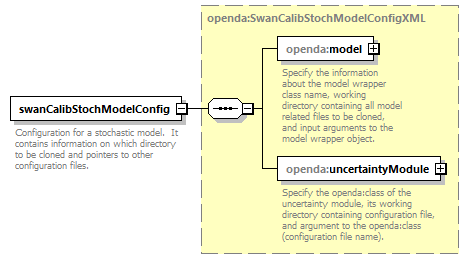 openda:SwanCalibStochModelConfigXML
openda:model
Specify the information
about the model wrapper
class name, working
directory containing all model
related files to be cloned,
and input arguments to the
model wrapper object.
swanCalibStochModelConfig
Configuration for a stochastic model.  It
contains information on which directory
to be cloned and pointers to other
configuration files.
openda:uncertaintyModule
Specify the openda:class of the
uncertainty module, its working
directory containing configuration file,
and argument to the openda:class
(configuration file name).